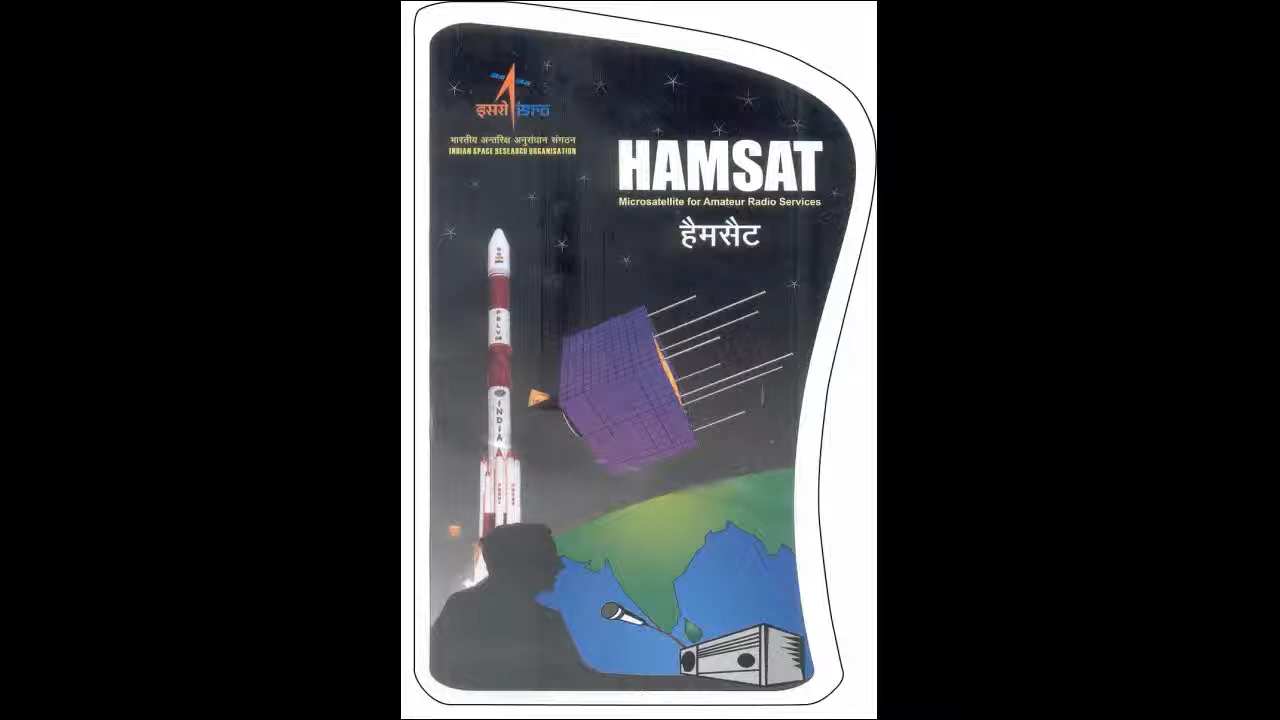 इसरो isro
भारतीय अन्तरिक्ष अनुसंधान संगठन
INDIAN SPACE RESEARCH ORGANISATION
HAMSAT
Microsatellite for Amateur Radio Services
हैमसैट
PSLV
INDIA